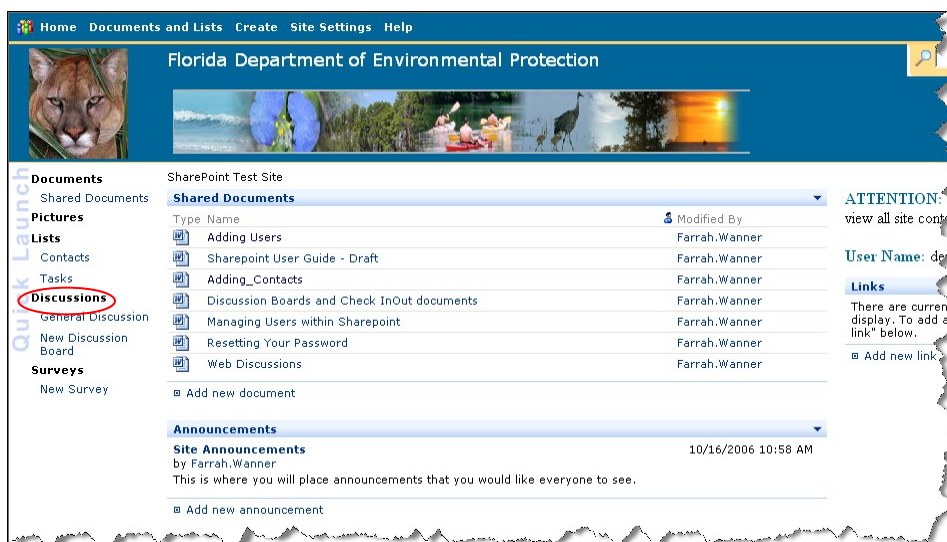 Home Documents and Lists Create Site Settings Help
Florida Department of Environmental Protection
Quick Launch
Documents
Shared Documents
Pictures
Lists
Contacts
Tasks
Discussions
General Discussion
New Discussion
Board
Surveys
New Survey
SharePoint Test Site
Shared Documents
Type Name Modified By
Adding Users Farrah.Wanner
Sharepoint User Guide - Draft Farrah.Wanner
Adding_Contacts Farrah.Wanner
Discussion Boards and Check InOut documents Farrah.Wanner
Managing Users within Sharepoint Farrah.Wanner
Resetting Your Password Farrah.Wanner
Web Discussions Farrah.Wanner
Add new document
Announcements
Site Announcements 10/16/2006 10:58 AM
by Farrah.Wanner
This is where you will place announcements that you would like everyone to see.
Add new announcement
ATTENTION:
view all site
User Name:
Links
There are
display. To add
link" below.
Add new link